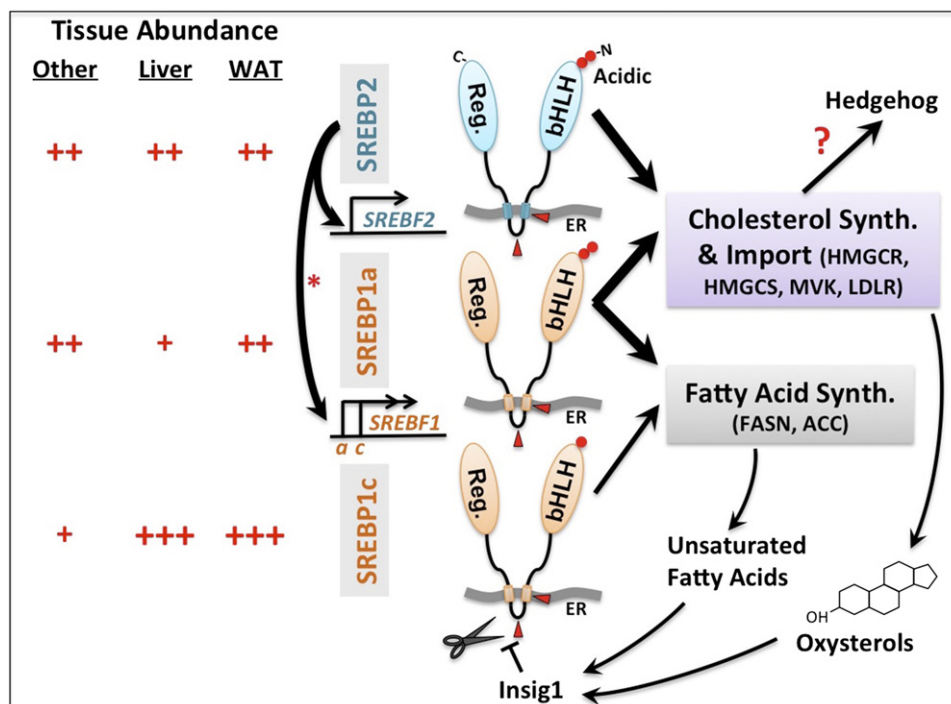 Tissue Abundance
Other Liver WAT
++ ++ ++
SREBP2
SREBF2
C-
Reg.
bHLH
-N
Acidic
ER
Hedgehog
?
Cholesterol Synth.
& Import (HMGCR,
HMGCS, MVK, LDLR)
*
++ + ++
SREBP1a
SREBF1
a c
Reg.
bHLH
ER
Fatty Acid Synth.
(FASN, ACC)
+ +++ +++
SREBP1c
Reg.
bHLH
ER
Unsaturated
Fatty Acids
OH
Oxysterols
Insig1